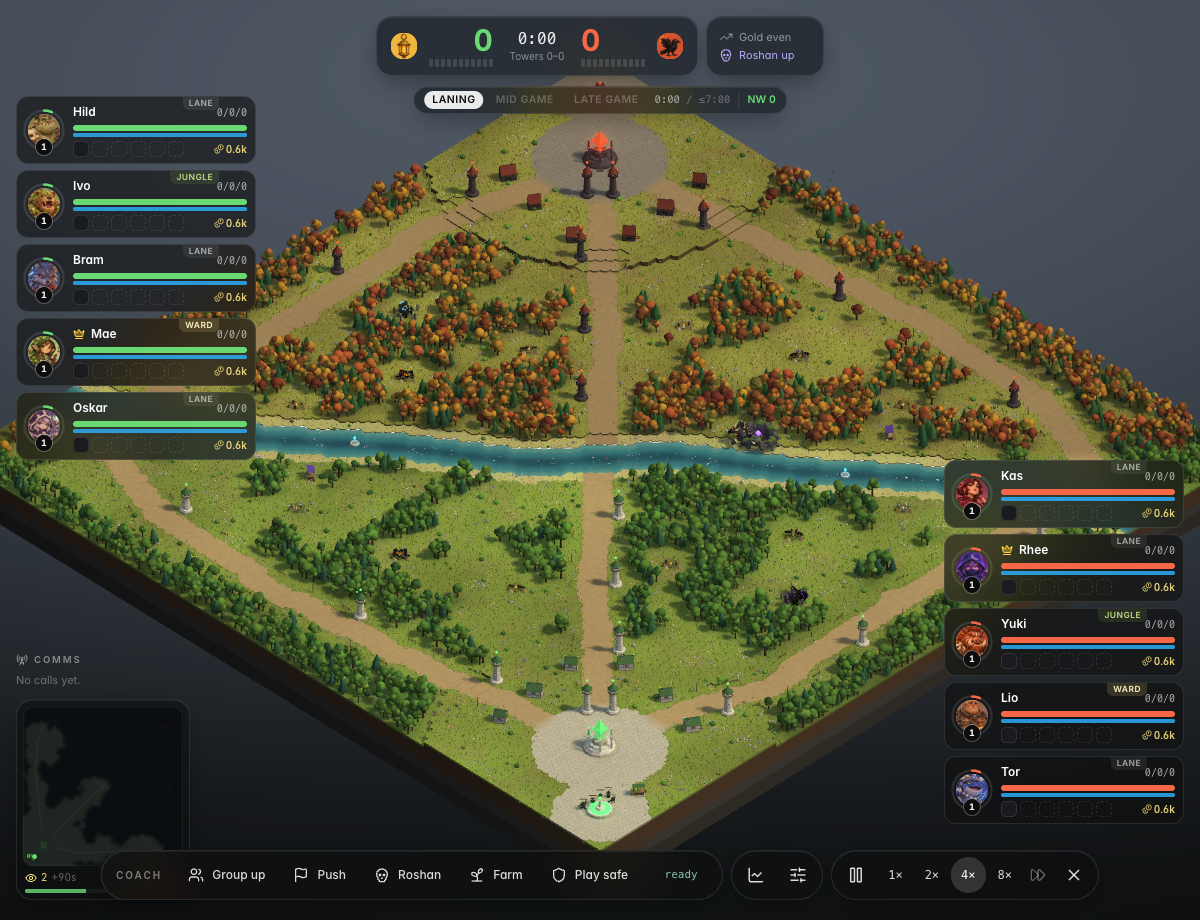 0 0:00 0
Towers 0–0
Gold even
Roshan up
LANING MID GAME LATE GAME 0:00 / ≤7:00 NW 0
LANE
Hild 0/0/0
1 0.6k
JUNGLE
Ivo 0/0/0
1 0.6k
LANE
Bram 0/0/0
1 0.6k
WARD
Mae 0/0/0
1 0.6k
LANE
Oskar 0/0/0
1 0.6k
LANE
Kas 0/0/0
1 0.6k
LANE
Rhee 0/0/0
1 0.6k
JUNGLE
Yuki 0/0/0
1 0.6k
WARD
Lio 0/0/0
1 0.6k
LANE
Tor 0/0/0
1 0.6k
COMMS
No calls yet.
2 +90s
COACH Group up Push Roshan Farm Play safe ready 1× 2× 4× 8×